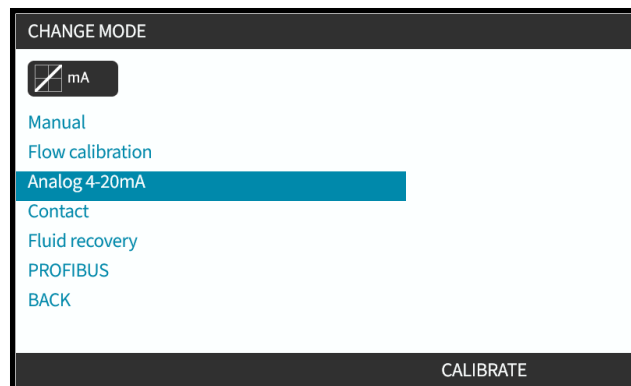 CHANGE MODE
mA
Manual
Flow calibration
Analog 4-20mA
Contact
Fluid recovery
PROFIBUS
BACK
CALIBRATE